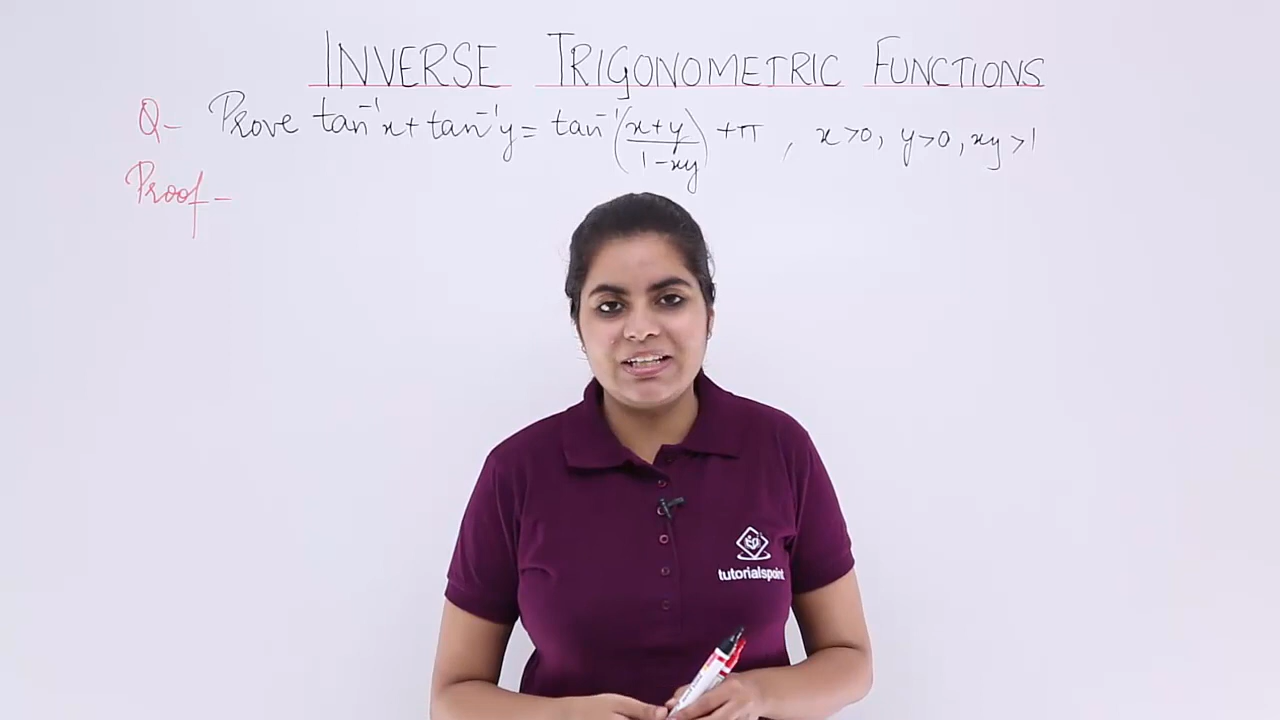 INVERSE TRIGONOMETRIC FUNCTIONS
Q- Prove tan⁻¹x + tan⁻¹y = tan⁻¹((x+y)/(1-xy)) + π , x>0, y>0, xy>1
Proof -
tutorialspoint